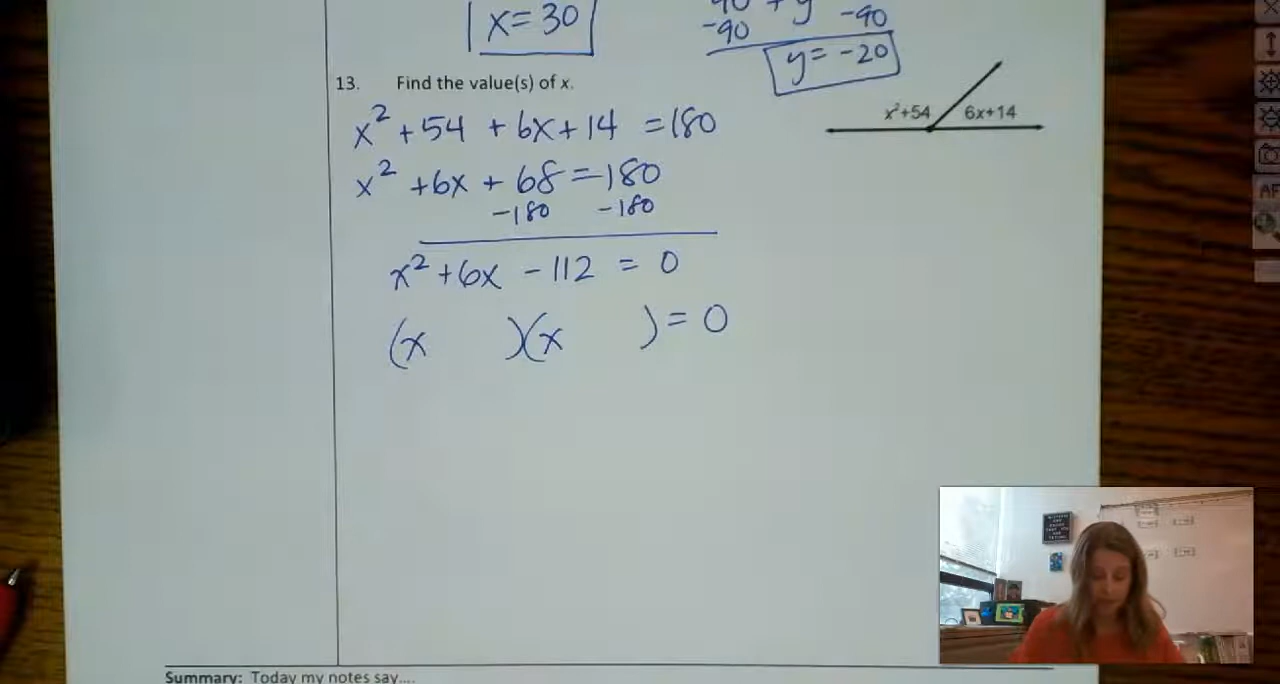 x = 30
+ y
-90 -90
y = -20
13. Find the value(s) of x.
x² + 54 + 6x + 14 = 180
x²+54 6x+14
x² + 6x + 68 = 180
-180 -180
x² + 6x - 112 = 0
(x )(x ) = 0
AF
Summary: Today my notes say....